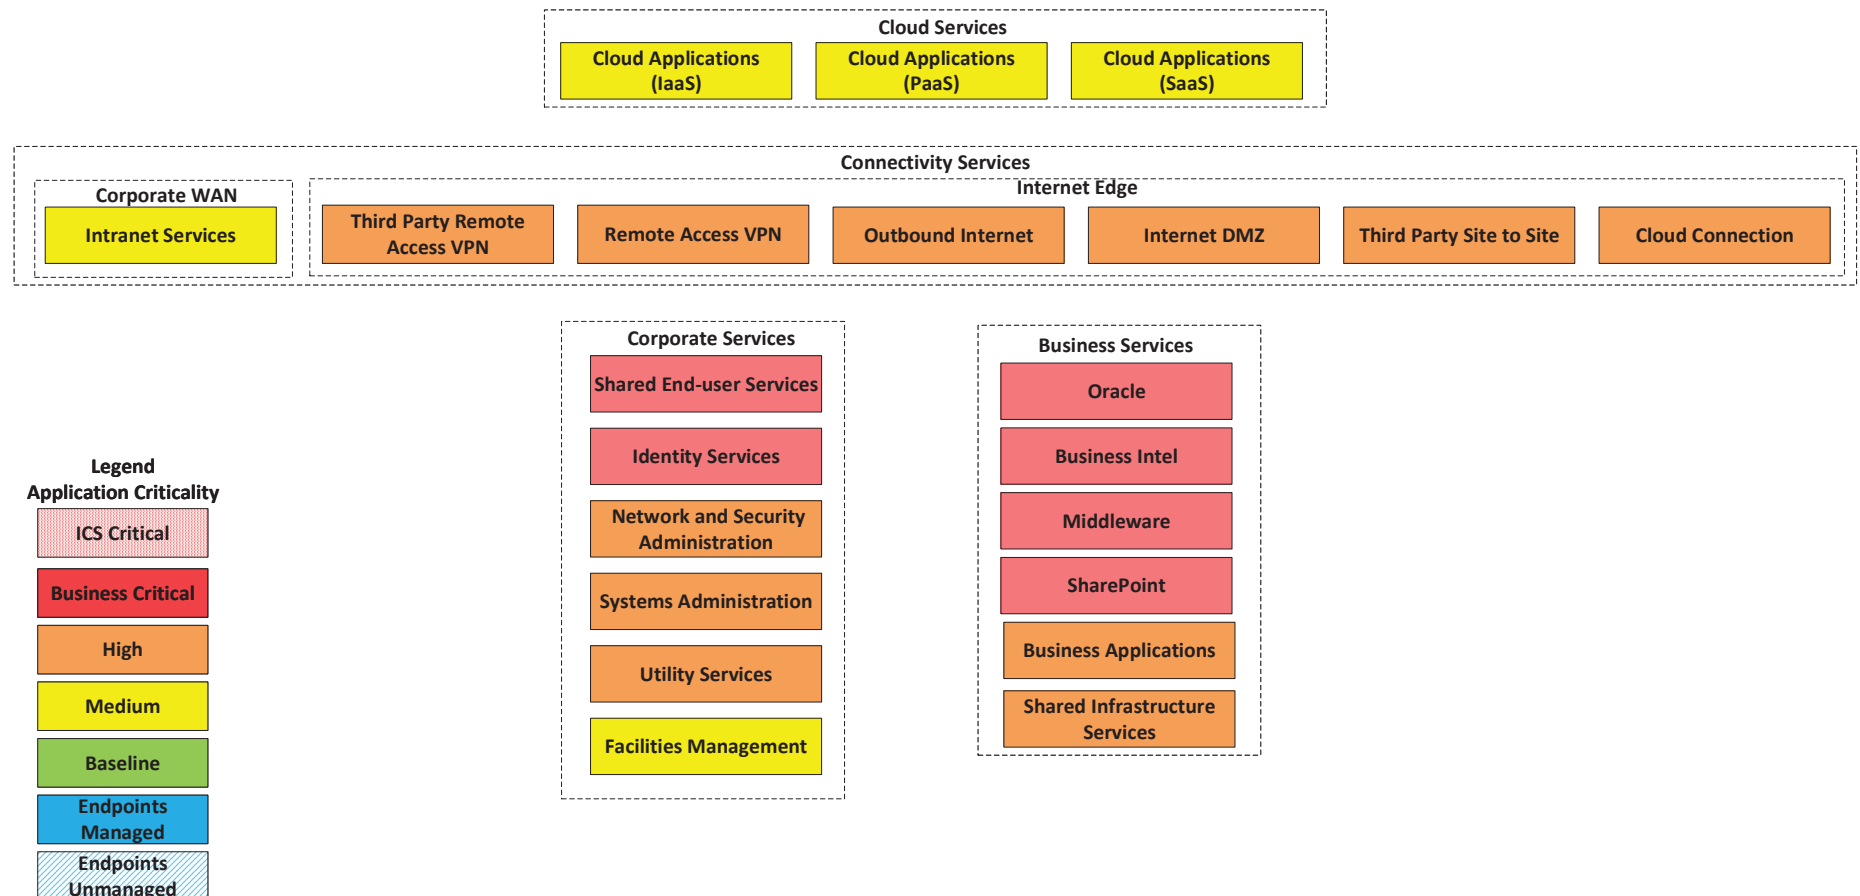 Cloud Services
Cloud Applications
(IaaS)
Cloud Applications
(PaaS)
Cloud Applications
(SaaS)
Connectivity Services
Corporate WAN
Intranet Services
Internet Edge
Third Party Remote
Access VPN
Remote Access VPN
Outbound Internet
Internet DMZ
Third Party Site to Site
Cloud Connection
Corporate Services
Shared End-user Services
Identity Services
Network and Security
Administration
Systems Administration
Utility Services
Facilities Management
Business Services
Oracle
Business Intel
Middleware
SharePoint
Business Applications
Shared Infrastructure
Services
Legend
Application Criticality
ICS Critical
Business Critical
High
Medium
Baseline
Endpoints
Managed
Endpoints
Unmanaged